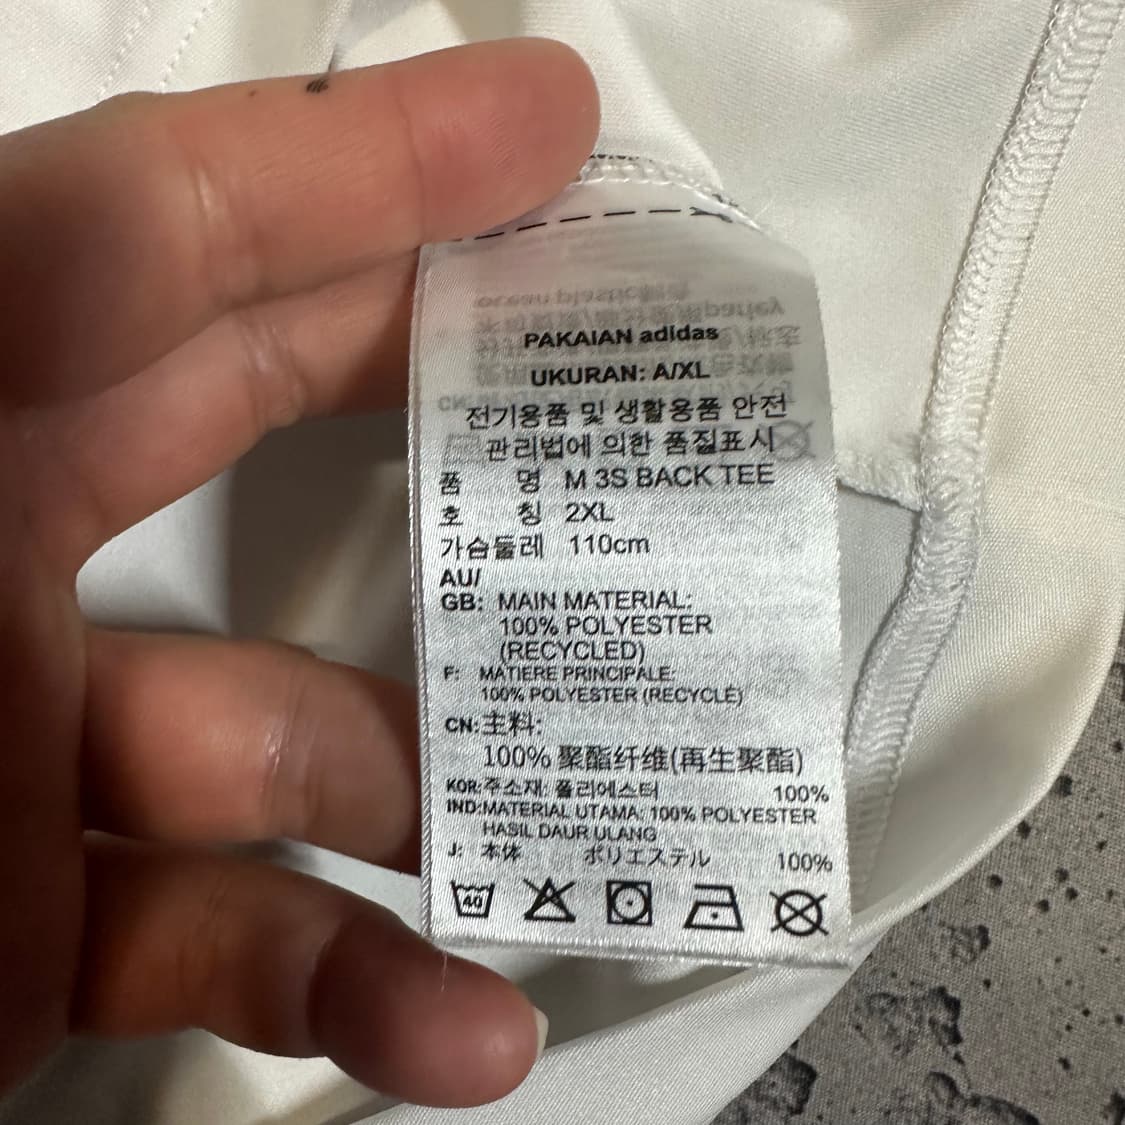 PAKAIAN adidas
UKURAN: A/XL
전기용품 및 생활용품 안전
관리법에 의한 품질표시
품 명 M 3S BACK TEE
호 칭 2XL
가슴둘레 110cm
AU/
GB: MAIN MATERIAL:
100% POLYESTER
(RECYCLED)
F: MATIERE PRINCIPALE:
100% POLYESTER (RECYCLÉ)
CN: 主料:
100% 聚酯纤维(再生聚酯)
KOR: 주소재: 폴리에스터 100%
IND: MATERIAL UTAMA: 100% POLYESTER
HASIL DAUR ULANG
J: 本体 ポリエステル 100%
40